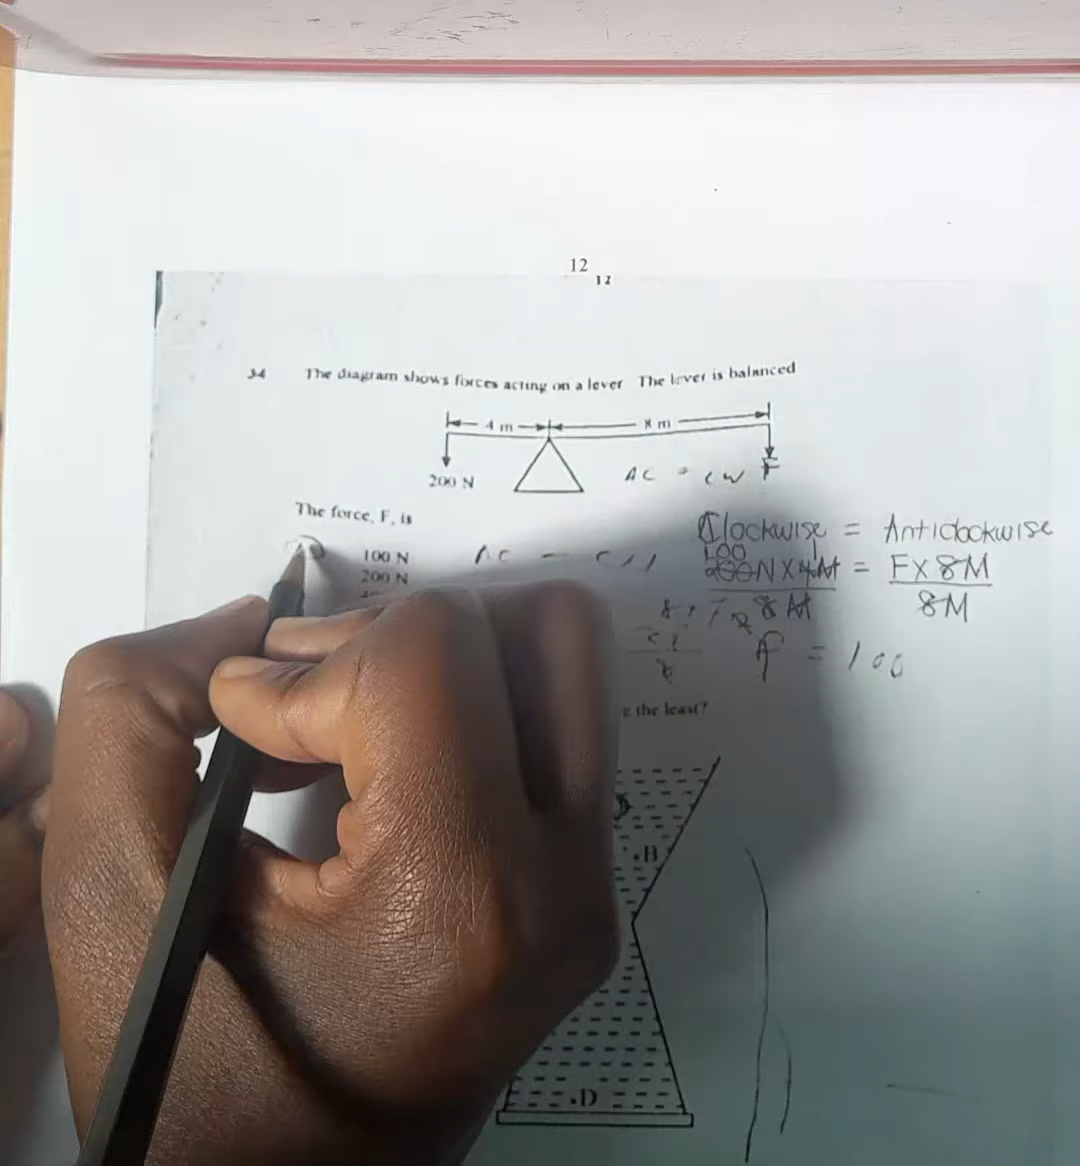 12
12
34 The diagram shows forces acting on a lever The lever is balanced
4 m 8 m
200 N F
AC = CW
The force, F, is
Clockwise = Anticlockwise
A 100 N
100 1
200N X 4M = F X 8M
8M 8M
200 N
F = 100
e the least?
.B
.D